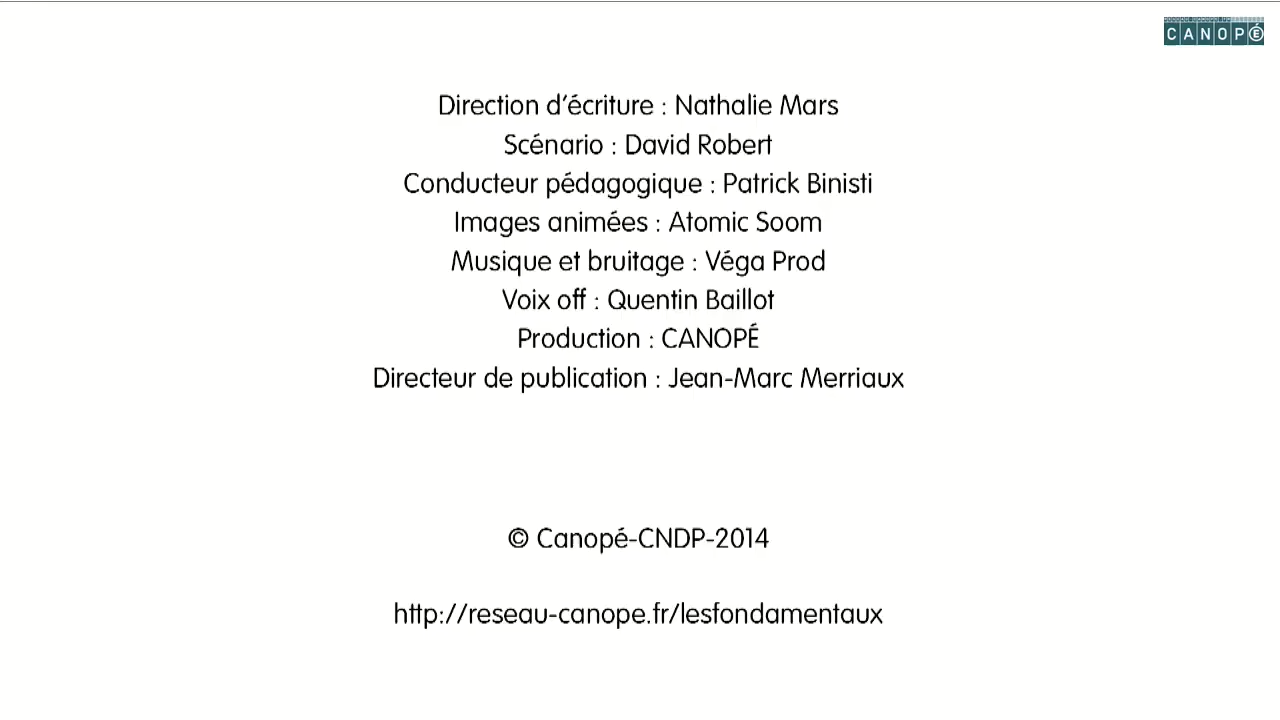 CANOPÉ
Direction d'écriture : Nathalie Mars
Scénario : David Robert
Conducteur pédagogique : Patrick Binisti
Images animées : Atomic Soom
Musique et bruitage : Véga Prod
Voix off : Quentin Baillot
Production : CANOPÉ
Directeur de publication : Jean-Marc Merriaux
© Canopé-CNDP-2014
http://reseau-canope.fr/lesfondamentaux